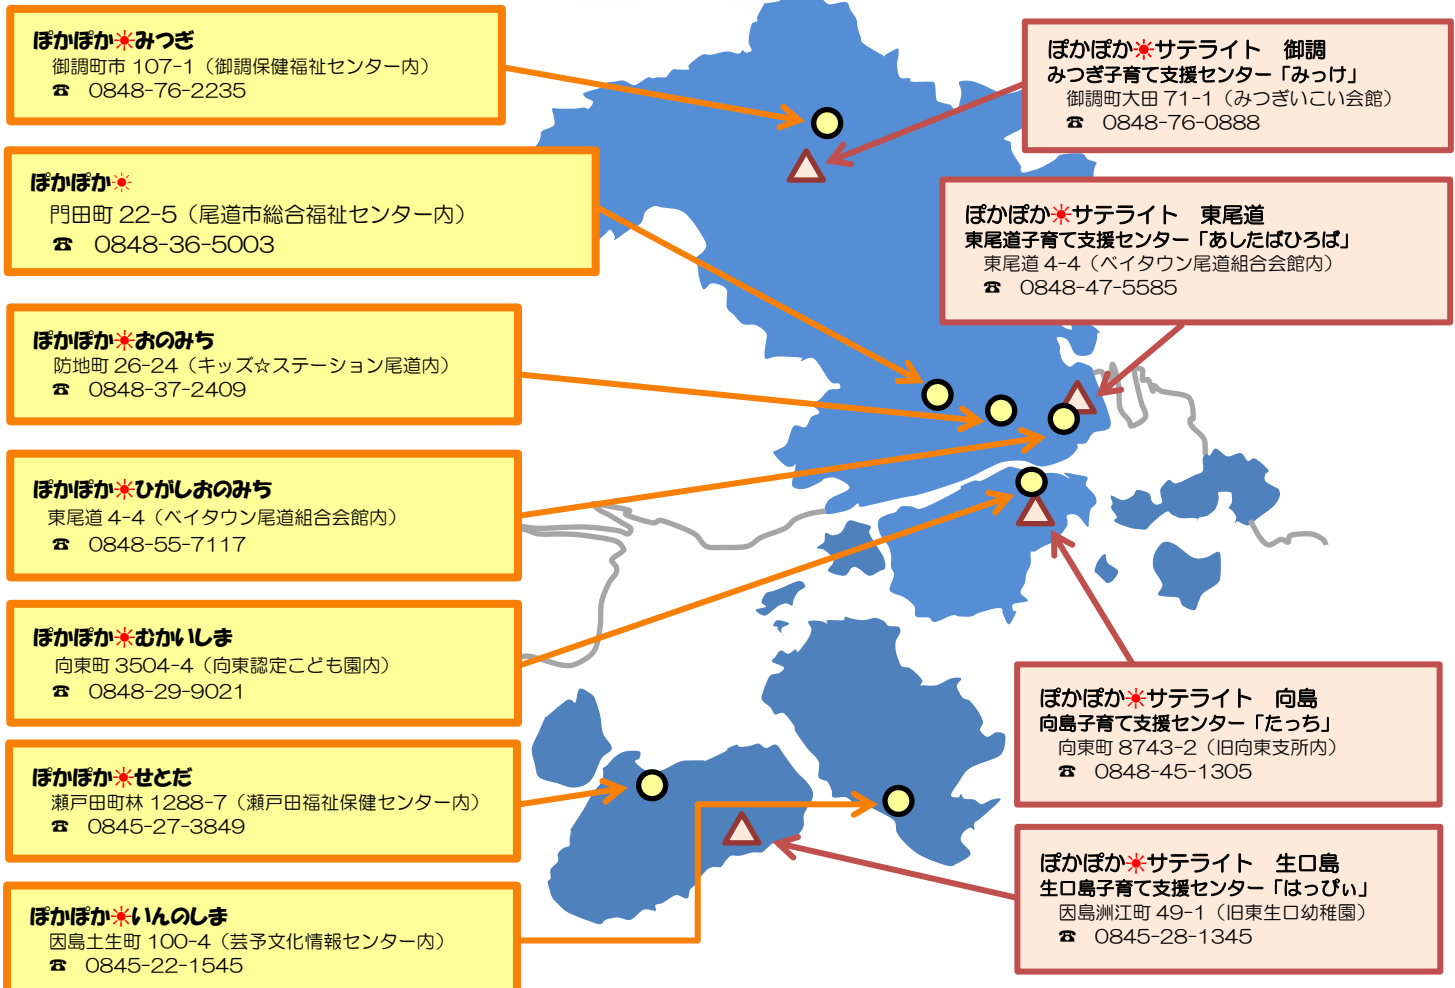 ぽかぽか☀みつぎ
御調町市 107-1（御調保健福祉センター内）
☎ 0848-76-2235
ぽかぽか☀
門田町 22-5（尾道市総合福祉センター内）
☎ 0848-36-5003
ぽかぽか☀おのみち
防地町 26-24（キッズ☆ステーション尾道内）
☎ 0848-37-2409
ぽかぽか☀ひがしおのみち
東尾道 4-4（ベイタウン尾道組合会館内）
☎ 0848-55-7117
ぽかぽか☀むかいしま
向東町 3504-4（向東認定こども園内）
☎ 0848-29-9021
ぽかぽか☀せとだ
瀬戸田町林 1288-7（瀬戸田福祉保健センター内）
☎ 0845-27-3849
ぽかぽか☀いんのしま
因島土生町 100-4（芸予文化情報センター内）
☎ 0845-22-1545
ぽかぽか☀サテライト　御調
みつぎ子育て支援センター「みっけ」
御調町大田 71-1（みつぎいこい会館）
☎ 0848-76-0888
ぽかぽか☀サテライト　東尾道
東尾道子育て支援センター「あしたばひろば」
東尾道 4-4（ベイタウン尾道組合会館内）
☎ 0848-47-5585
ぽかぽか☀サテライト　向島
向島子育て支援センター「たっち」
向東町 8743-2（旧向東支所内）
☎ 0848-45-1305
ぽかぽか☀サテライト　生口島
生口島子育て支援センター「はっぴぃ」
因島洲江町 49-1（旧東生口幼稚園）
☎ 0845-28-1345